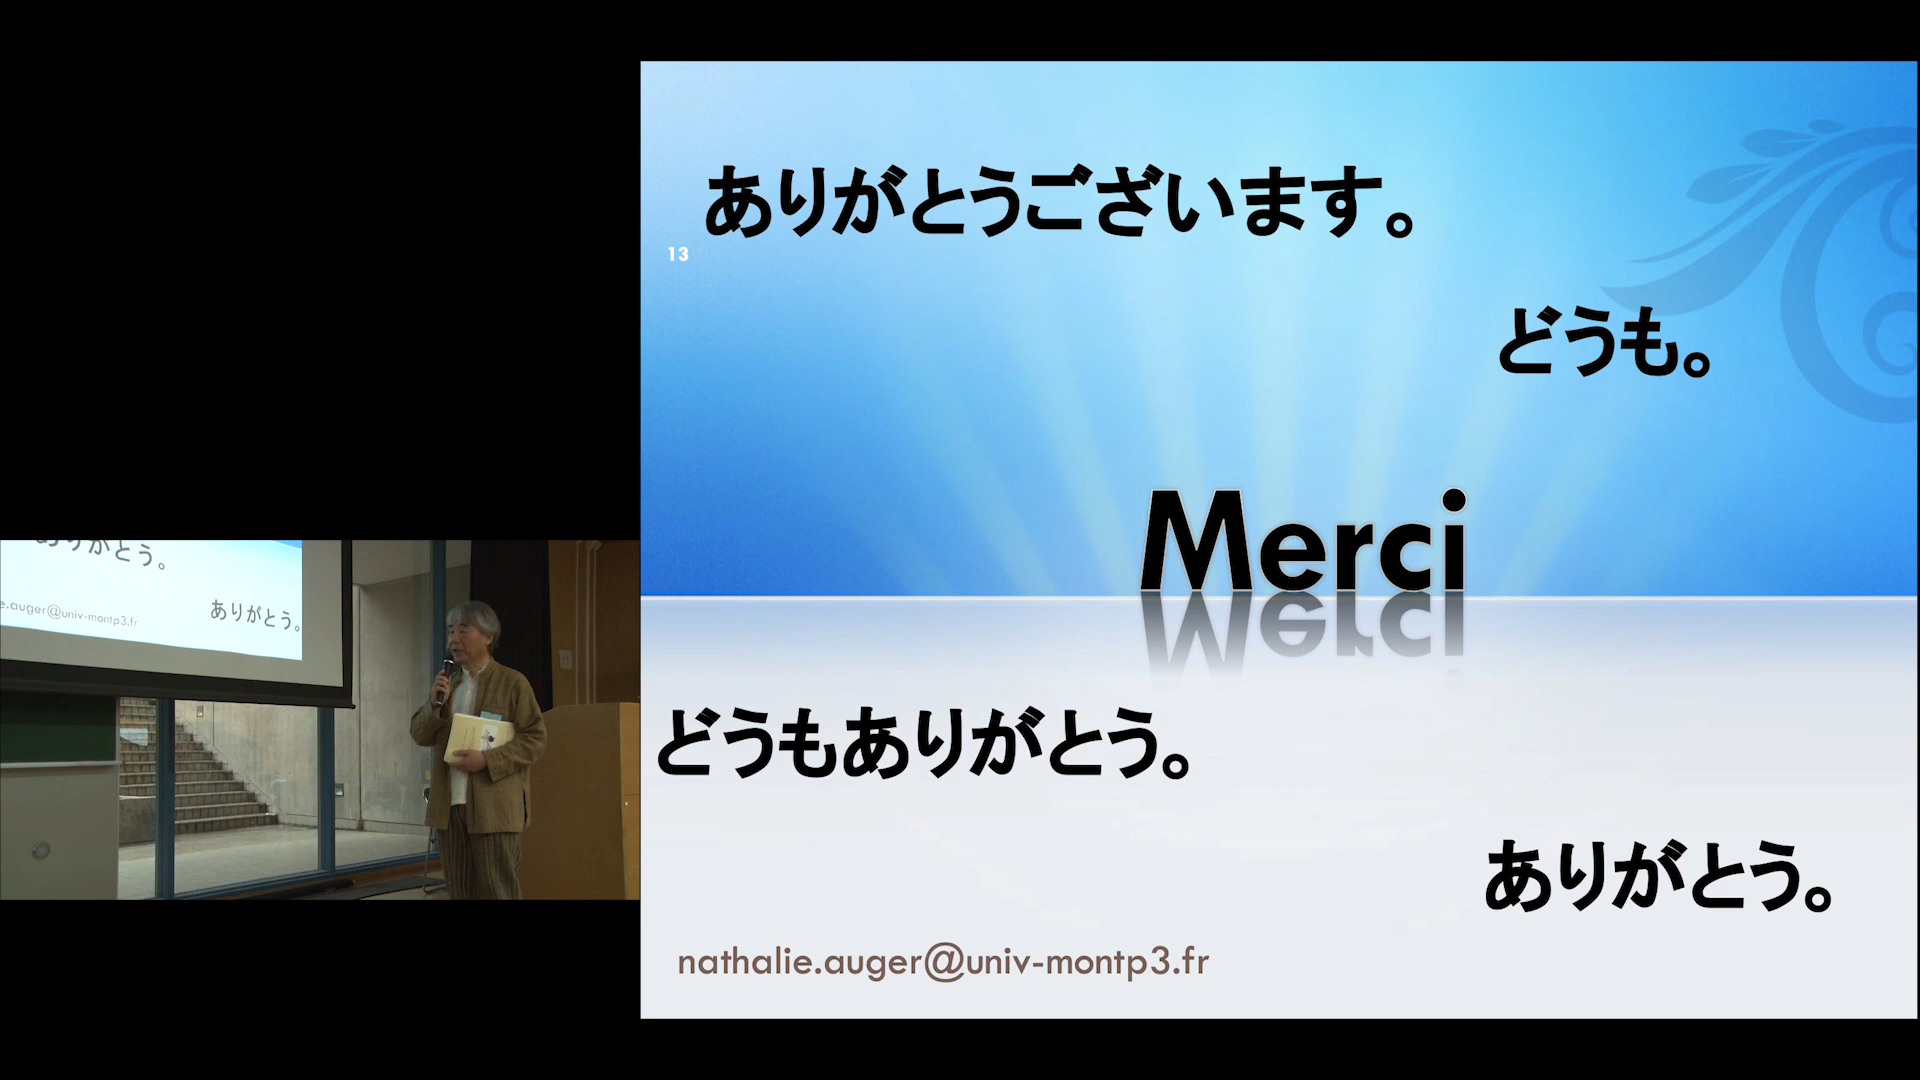 ありがとうございます。
13
どうも。
Merci
どうもありがとう。
ありがとう。
nathalie.auger@univ-montp3.fr
ありがとう。
e.auger@univ-montp3.fr
ありがとう。